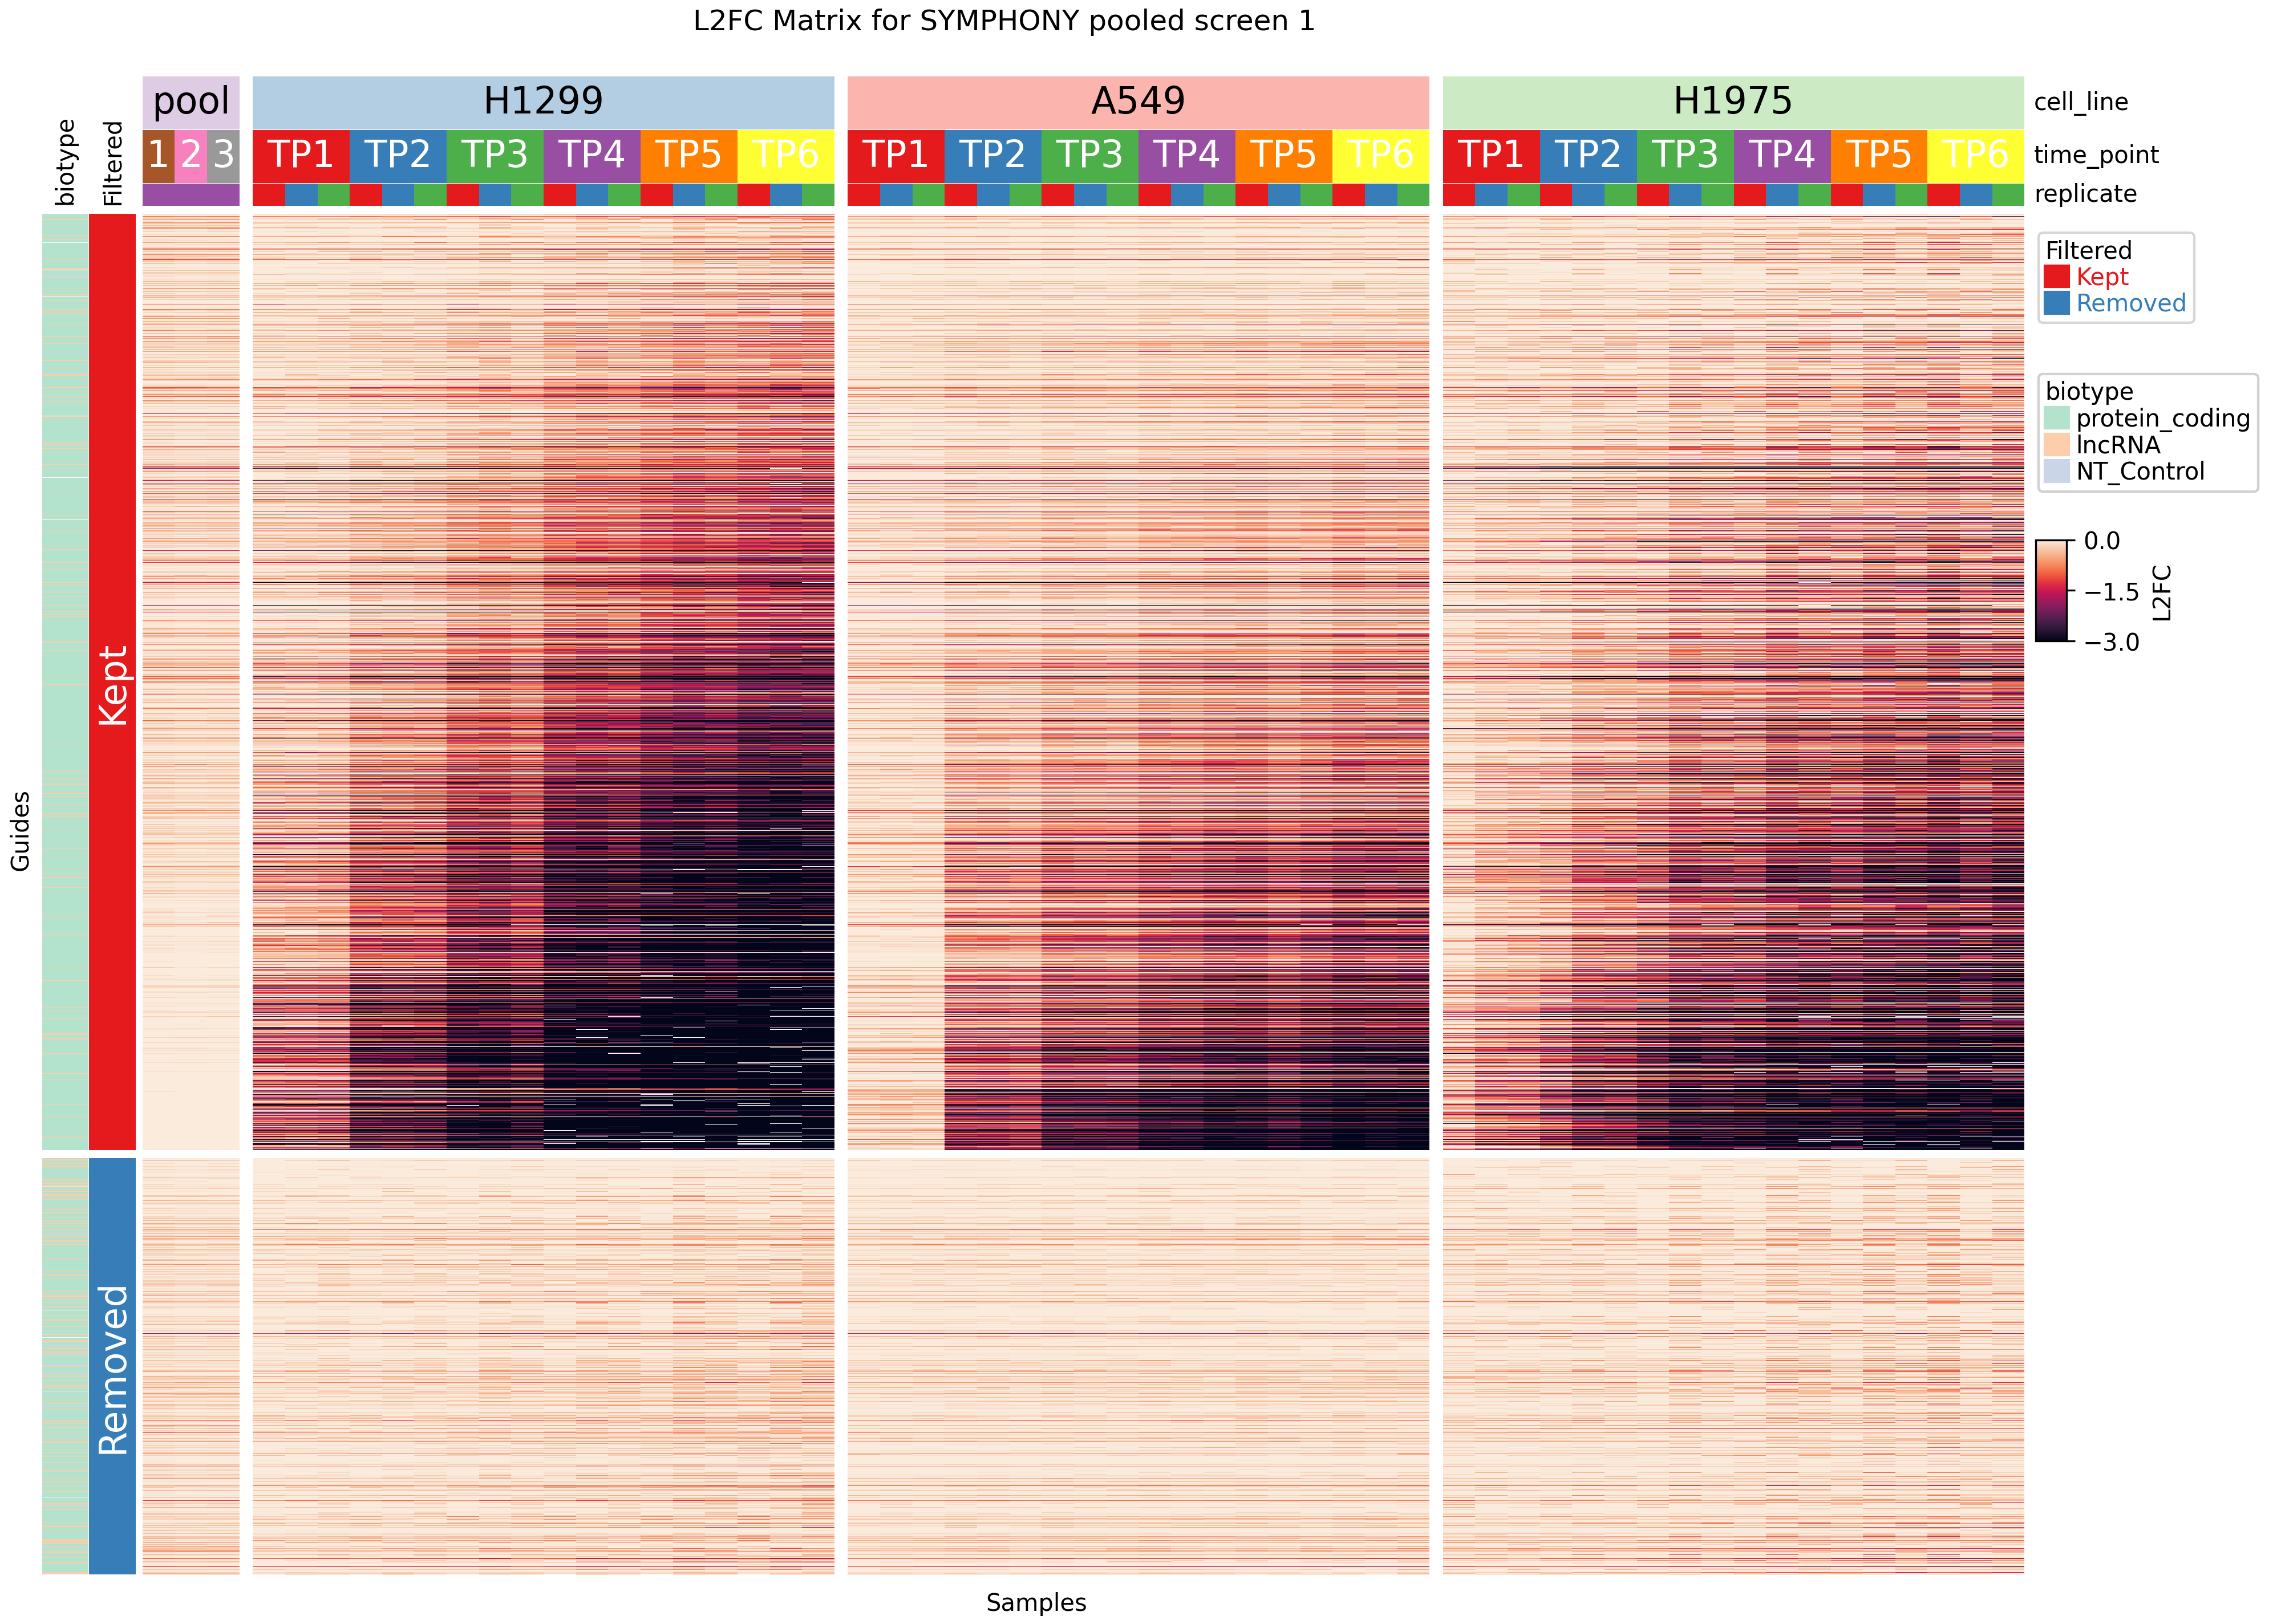 L2FC Matrix for SYMPHONY pooled screen 1
biotype
Filtered
pool
H1299
A549
H1975
cell_line
1 2 3
TP1 TP2 TP3 TP4 TP5 TP6
TP1 TP2 TP3 TP4 TP5 TP6
TP1 TP2 TP3 TP4 TP5 TP6
time_point
replicate
Filtered
Kept
Removed
biotype
protein_coding
lncRNA
NT_Control
0.0
−1.5
−3.0
L2FC
Guides
Kept
Removed
Samples